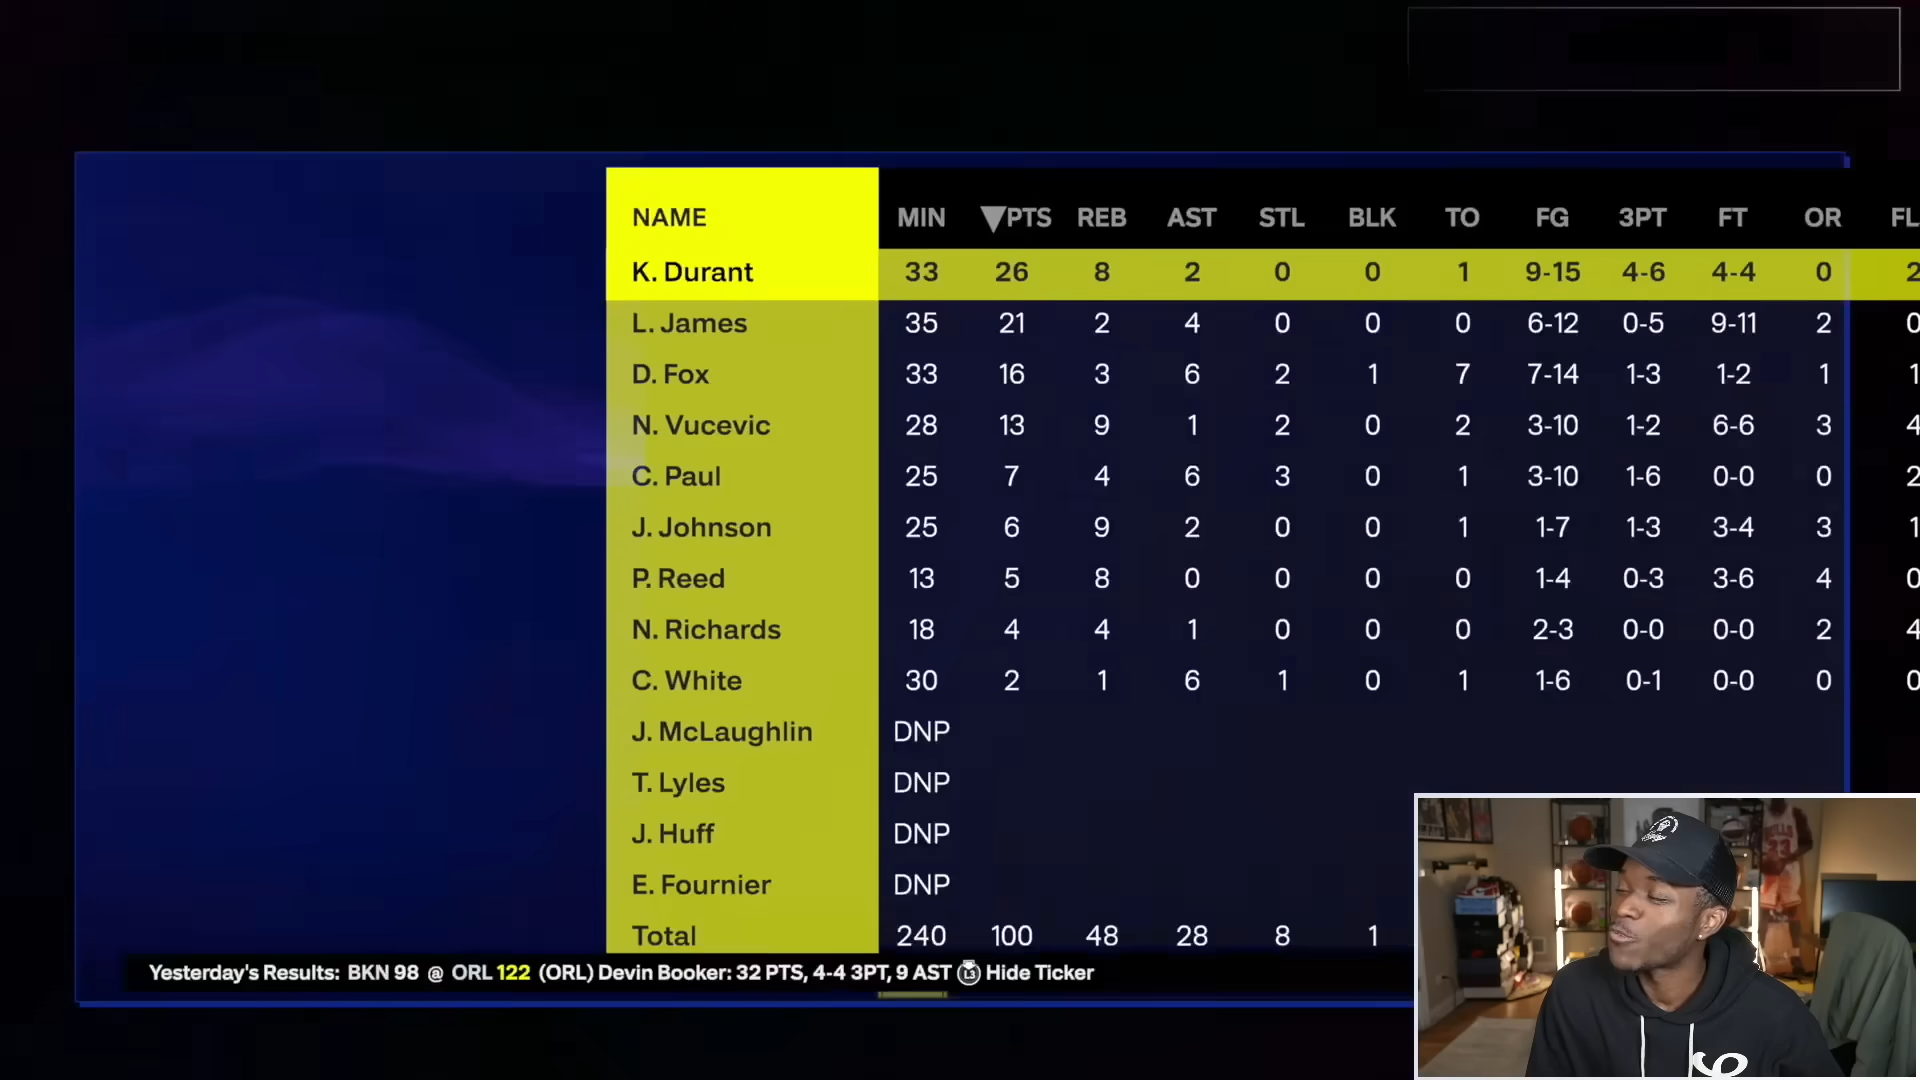 NAME MIN ▼PTS REB AST STL BLK TO FG 3PT FT OR
K. Durant 33 26 8 2 0 0 1 9-15 4-6 4-4 0 2
L. James 35 21 2 4 0 0 0 6-12 0-5 9-11 2 0
D. Fox 33 16 3 6 2 1 7 7-14 1-3 1-2 1 1
N. Vucevic 28 13 9 1 2 0 2 3-10 1-2 6-6 3 4
C. Paul 25 7 4 6 3 0 1 3-10 1-6 0-0 0 2
J. Johnson 25 6 9 2 0 0 1 1-7 1-3 3-4 3 1
P. Reed 13 5 8 0 0 0 0 1-4 0-3 3-6 4 0
N. Richards 18 4 4 1 0 0 0 2-3 0-0 0-0 2 4
C. White 30 2 1 6 1 0 1 1-6 0-1 0-0 0 0
J. McLaughlin DNP
T. Lyles DNP
J. Huff DNP
E. Fournier DNP
Total 240 100 48 28 8 1
Yesterday's Results: BKN 98 @ ORL 122 (ORL) Devin Booker: 32 PTS, 4-4 3PT, 9 AST L3 Hide Ticker